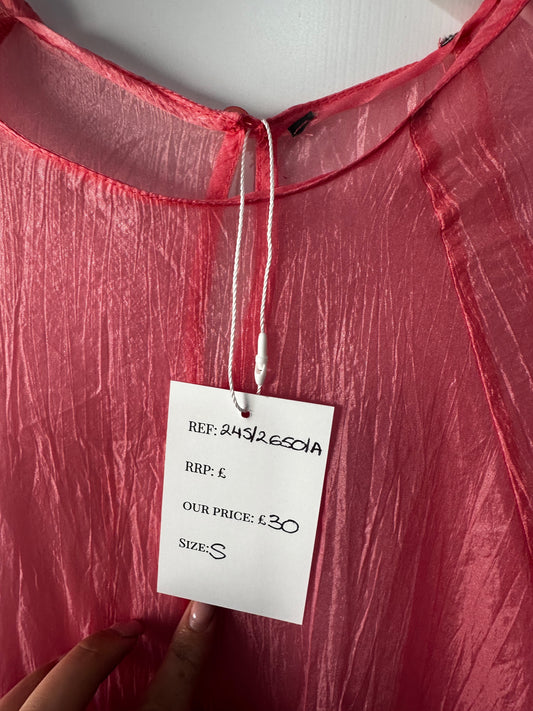 REF: 245/26501A
RRP: £
OUR PRICE: £30
SIZE: S